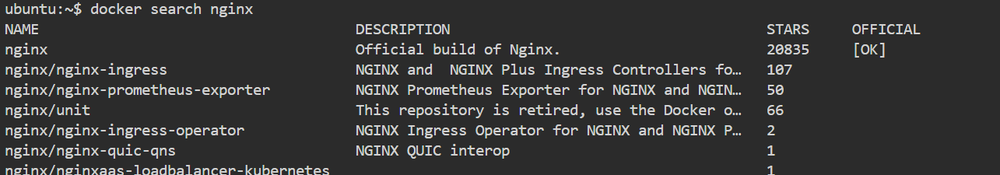 ubuntu:~$ docker search nginx
NAME DESCRIPTION STARS OFFICIAL
nginx Official build of Nginx. 20835 [OK]
nginx/nginx-ingress NGINX and  NGINX Plus Ingress Controllers fo… 107
nginx/nginx-prometheus-exporter NGINX Prometheus Exporter for NGINX and NGIN… 50
nginx/unit This repository is retired, use the Docker o… 66
nginx/nginx-ingress-operator NGINX Ingress Operator for NGINX and NGINX P… 2
nginx/nginx-quic-qns NGINX QUIC interop 1
nginx/nginxaas-loadbalancer-kubernetes 1